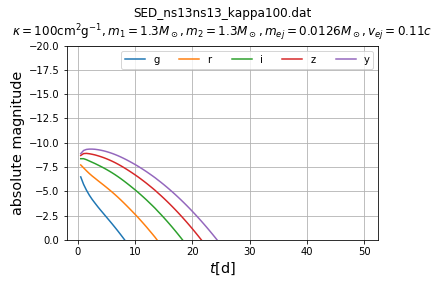 SED_ns13ns13_kappa100.dat
κ = 100cm²g⁻¹, m₁ = 1.3M⊙, m₂ = 1.3M⊙, mₑⱼ = 0.0126M⊙, vₑⱼ = 0.11c
g r i z y
−20.0
−17.5
−15.0
−12.5
−10.0
−7.5
−5.0
−2.5
0.0
absolute magnitude
0 10 20 30 40 50
t[d]